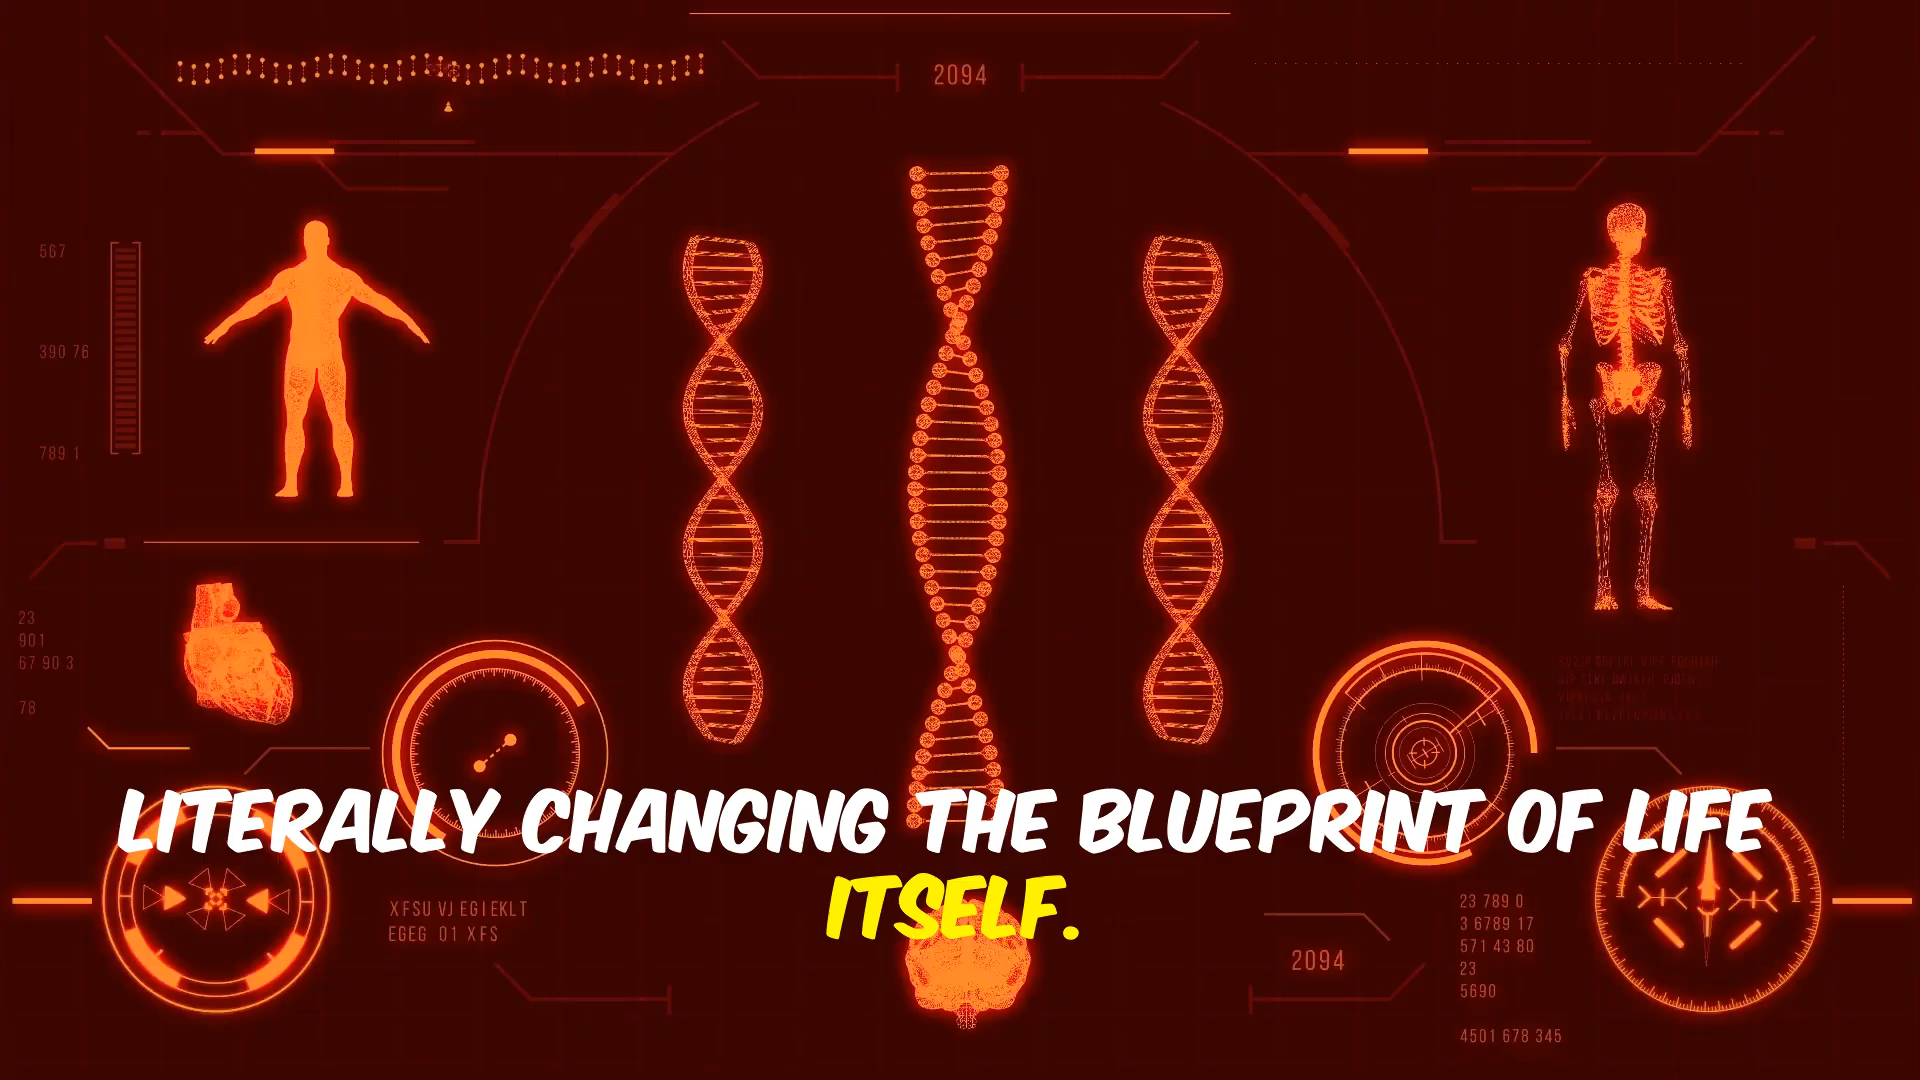 2094
567
390 76
789 1
23
901
67 90 3
78
LITERALLY CHANGING THE BLUEPRINT OF LIFE
ITSELF.
XFSU VJ EGIEKLT
EGEG 01 XFS
2094
23 789 0
3 6789 17
571 43 80
23
5690
4501 678 345